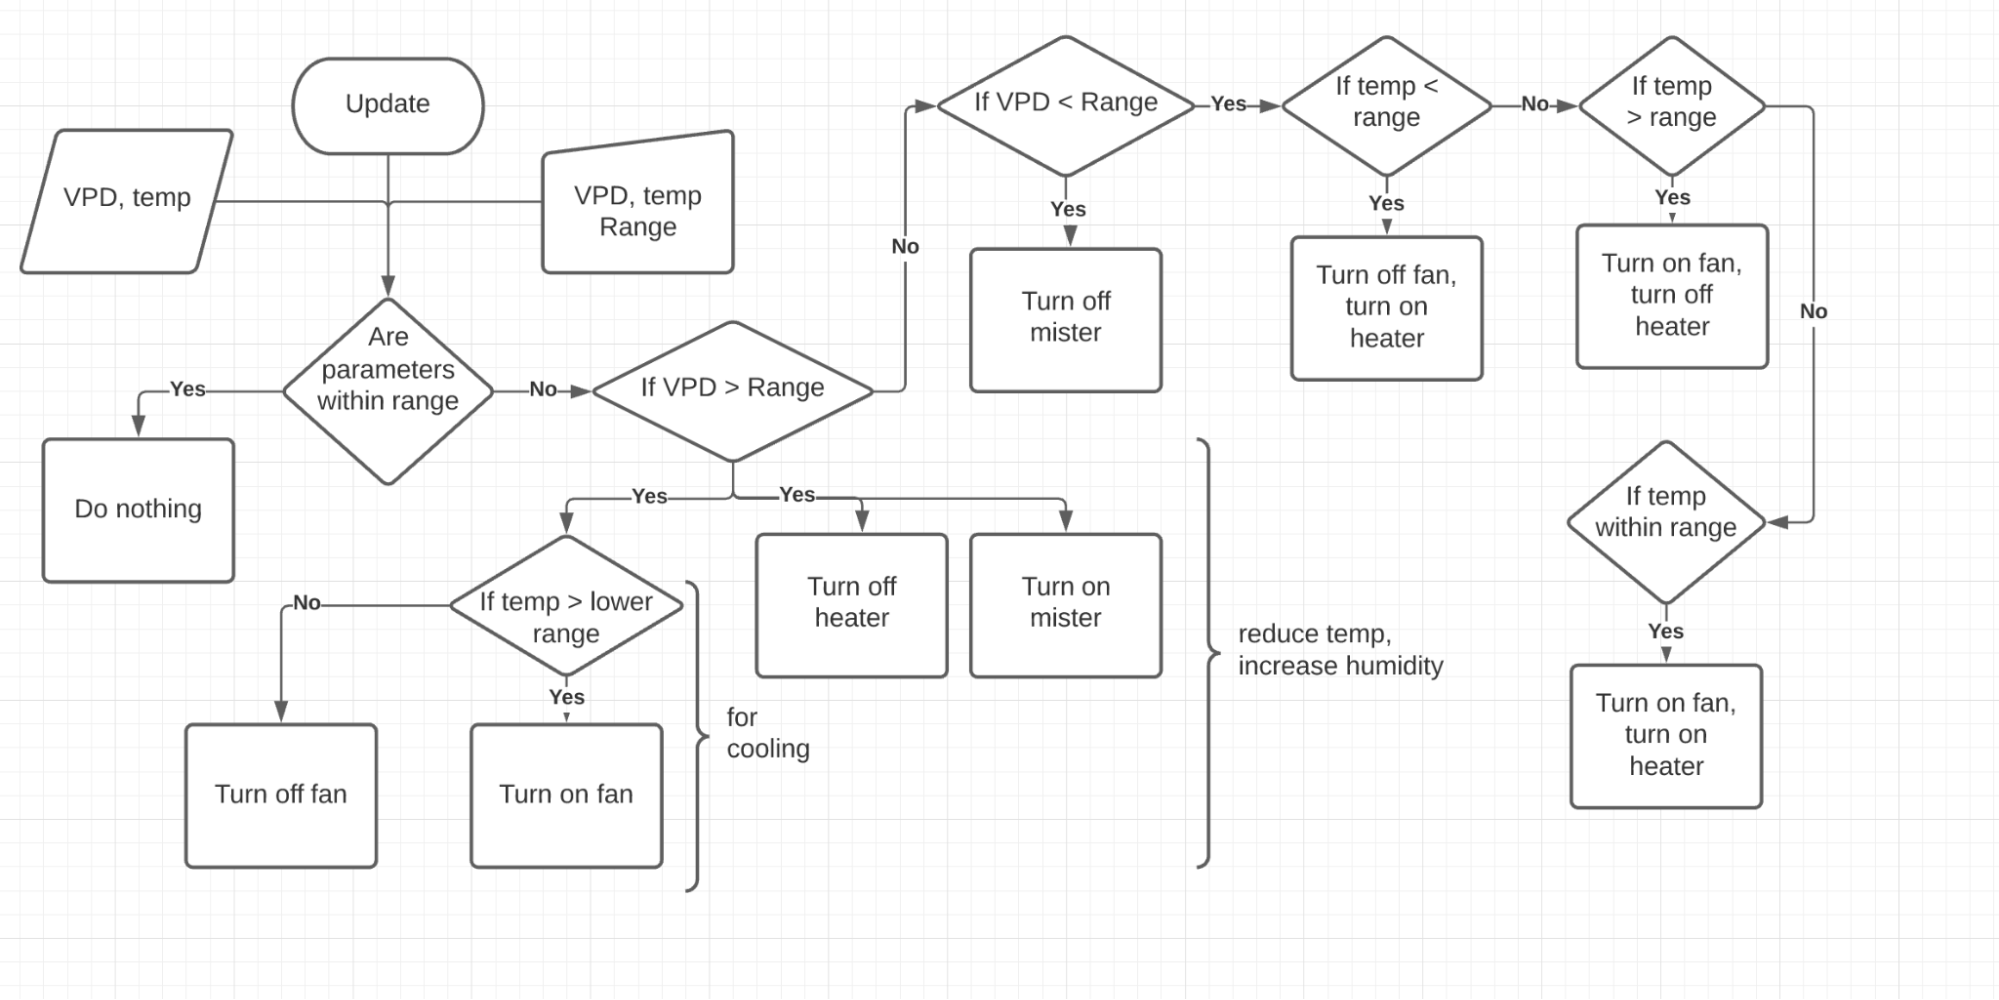 Update
VPD, temp
VPD, temp
Range
Are
parameters
within range
Yes
Do nothing
No
If VPD > Range
No
If VPD < Range
Yes
Turn off
mister
Yes
If temp <
range
Yes
Turn off fan,
turn on
heater
No
If temp
> range
Yes
Turn on fan,
turn off
heater
No
If temp
within range
Yes
Turn on fan,
turn on
heater
Yes
Yes
If temp > lower
range
No
Turn off fan
Yes
Turn on fan
for
cooling
Turn off
heater
Turn on
mister
reduce temp,
increase humidity